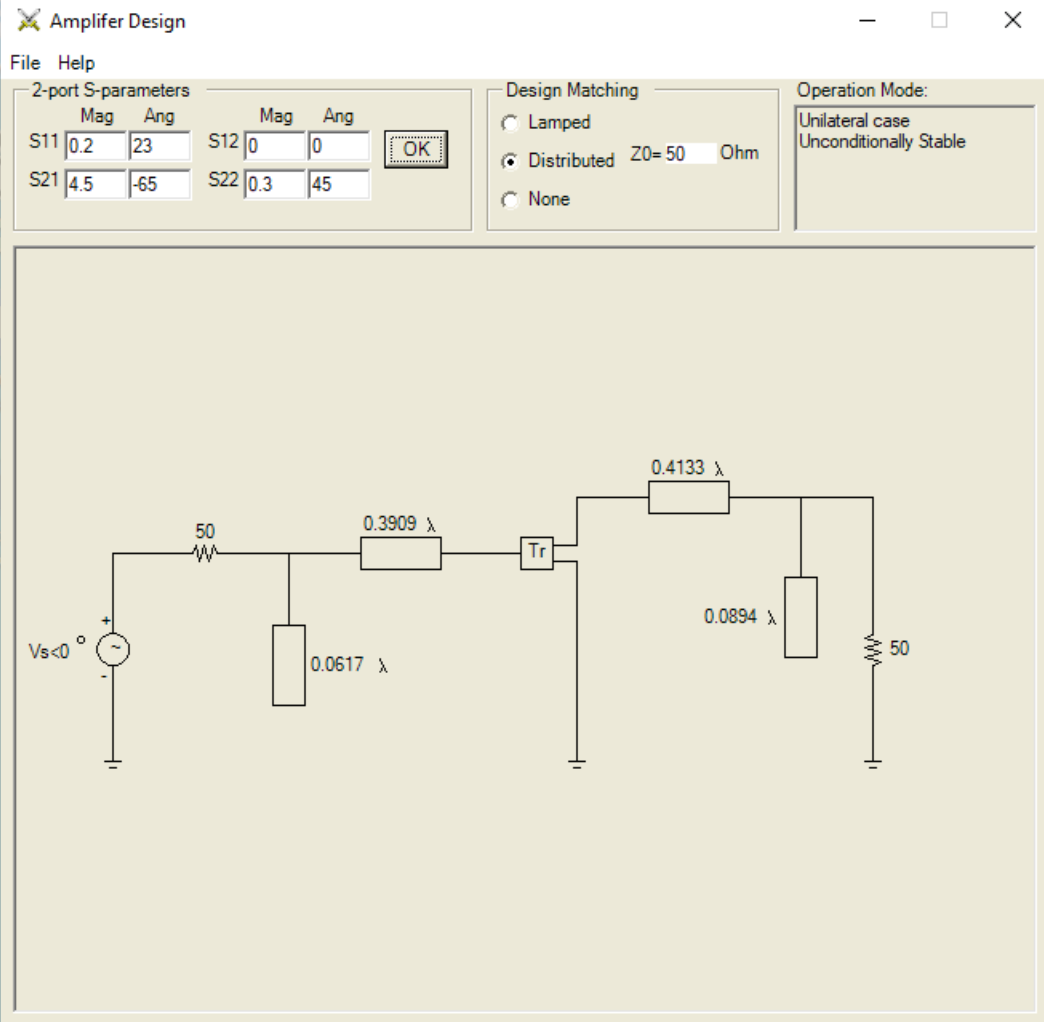 Amplifer Design
File Help
2-port S-parameters
Mag Ang Mag Ang
S11 0.2 23 S12 0 0 OK
S21 4.5 -65 S22 0.3 45
Design Matching
Lamped
Distributed Z0= 50 Ohm
None
Operation Mode:
Unilateral case
Unconditionally Stable
0.4133 λ
50
0.3909 λ
Tr
0.0894 λ
+
Vs<0 °
~
-
0.0617 λ
50